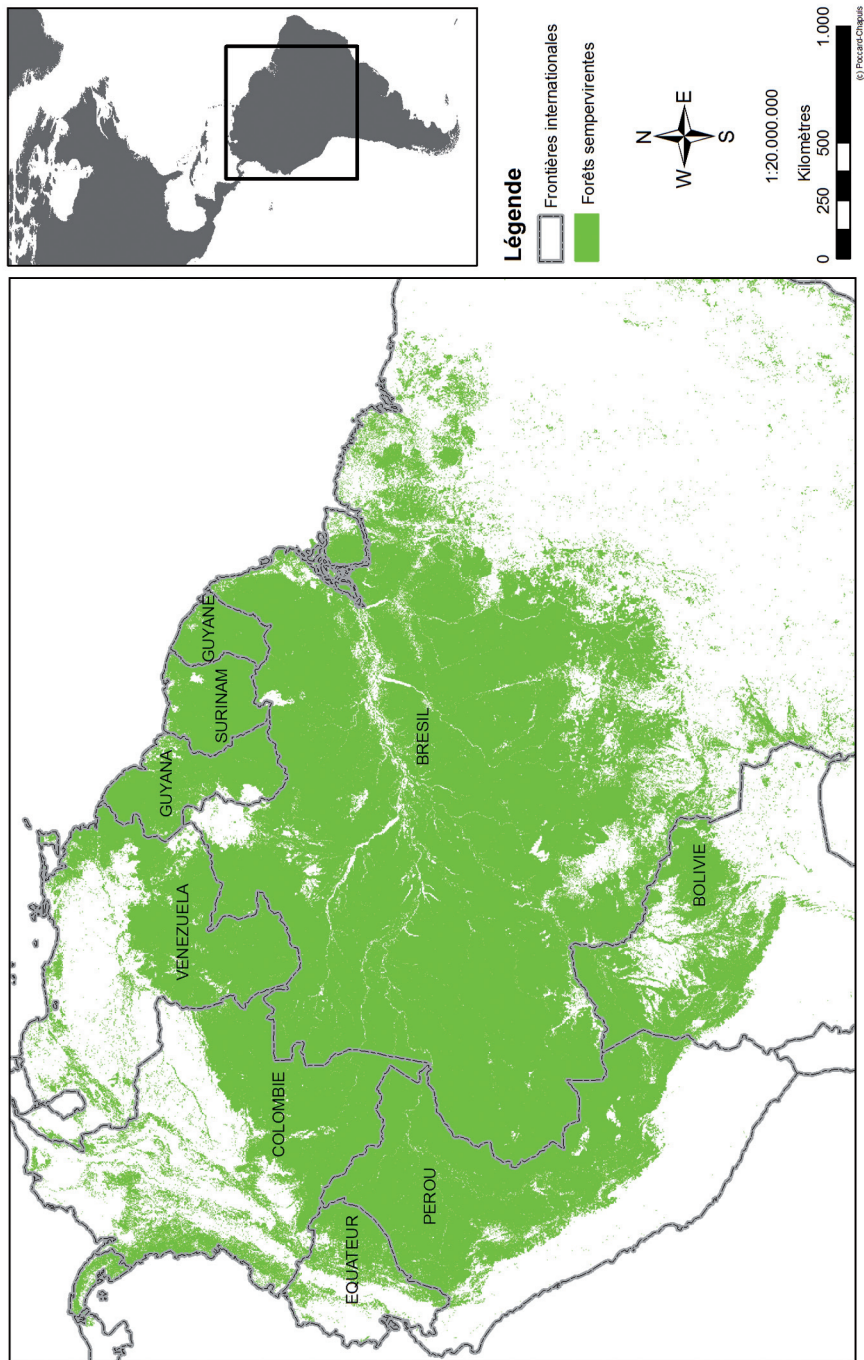 VENEZUELA
GUYANA
SURINAM
GUYANE
COLOMBIE
EQUATEUR
PEROU
BRESIL
BOLIVIE
Légende
Frontières internationales
Forêts sempervirentes
N
W
E
S
1:20.000.000
Kilomètres
0 250 500 1.000
(c) Poccard-Chapuis